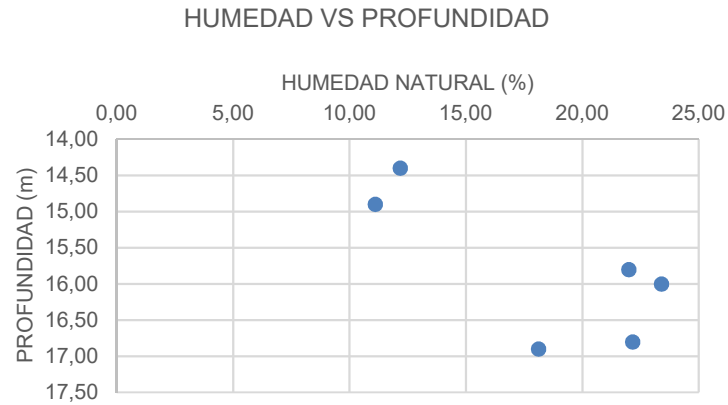 HUMEDAD VS PROFUNDIDAD
HUMEDAD NATURAL (%)
0,00 5,00 10,00 15,00 20,00 25,00
PROFUNDIDAD (m)
14,00
14,50
15,00
15,50
16,00
16,50
17,00
17,50